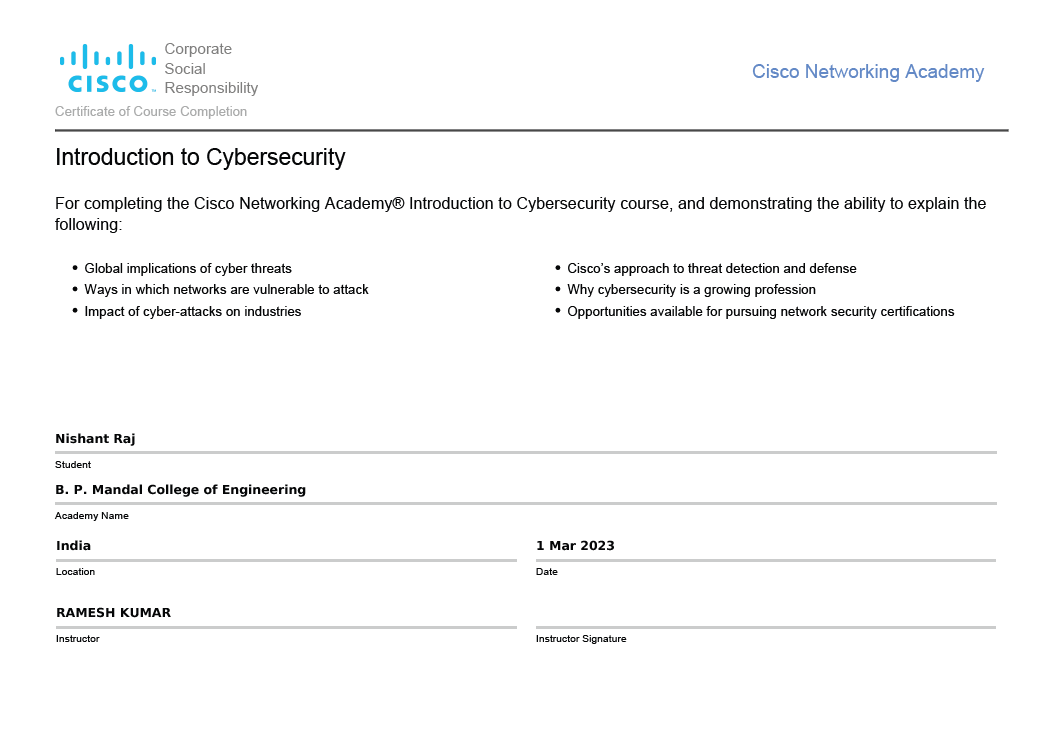 Corporate
Social
Responsibility
CISCO
Cisco Networking Academy
Certificate of Course Completion
Introduction to Cybersecurity
For completing the Cisco Networking Academy® Introduction to Cybersecurity course, and demonstrating the ability to explain the
following:
• Global implications of cyber threats
• Ways in which networks are vulnerable to attack
• Impact of cyber-attacks on industries
• Cisco’s approach to threat detection and defense
• Why cybersecurity is a growing profession
• Opportunities available for pursuing network security certifications
Nishant Raj
Student
B. P. Mandal College of Engineering
Academy Name
India
Location
1 Mar 2023
Date
RAMESH KUMAR
Instructor
Instructor Signature